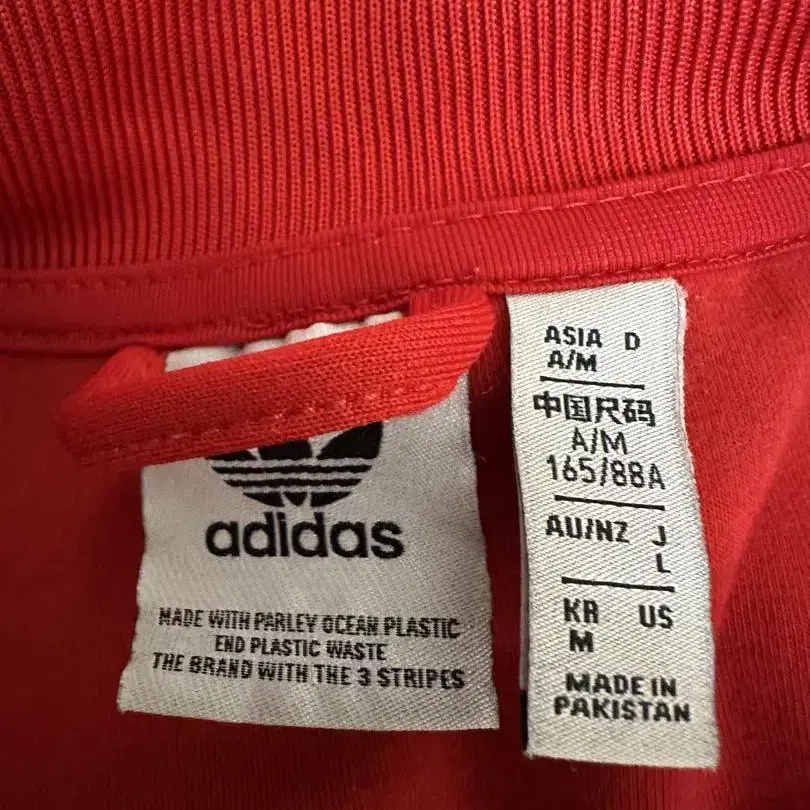 adidas
MADE WITH PARLEY OCEAN PLASTIC
END PLASTIC WASTE
THE BRAND WITH THE 3 STRIPES
ASIA D
A/M
中国尺码
A/M
165/88A
AU/NZ J
L
KR US
M
MADE IN
PAKISTAN